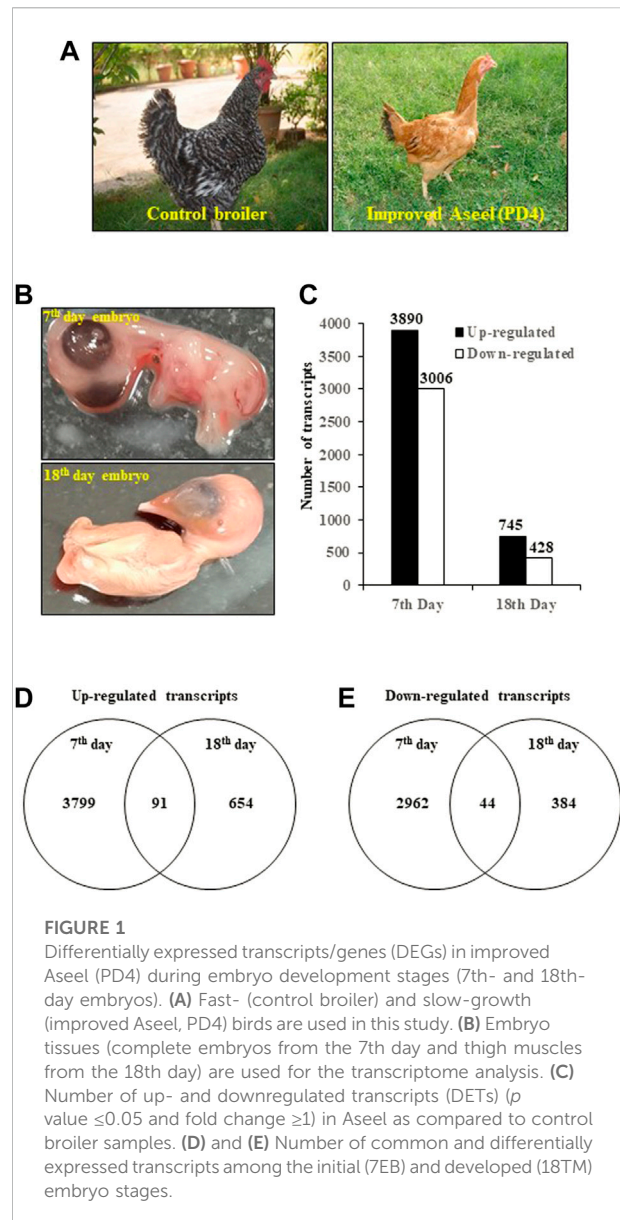 A
Control broiler
Improved Aseel (PD4)
B
7th day embryo
18th day embryo
C
Number of transcripts
4000
3500
3000
2500
2000
1500
1000
500
0
3890
3006
745
428
Up-regulated
Down-regulated
7th Day
18th Day
D
Up-regulated transcripts
7th day
18th day
3799
91
654
E
Down-regulated transcripts
7th day
18th day
2962
44
384
FIGURE 1
Differentially expressed transcripts/genes (DEGs) in improved
Aseel (PD4) during embryo development stages (7th- and 18th-
day embryos). (A) Fast- (control broiler) and slow-growth
(improved Aseel, PD4) birds are used in this study. (B) Embryo
tissues (complete embryos from the 7th day and thigh muscles
from the 18th day) are used for the transcriptome analysis. (C)
Number of up- and downregulated transcripts (DETs) (p
value ≤0.05 and fold change ≥1) in Aseel as compared to control
broiler samples. (D) and (E) Number of common and differentially
expressed transcripts among the initial (7EB) and developed (18TM)
embryo stages.